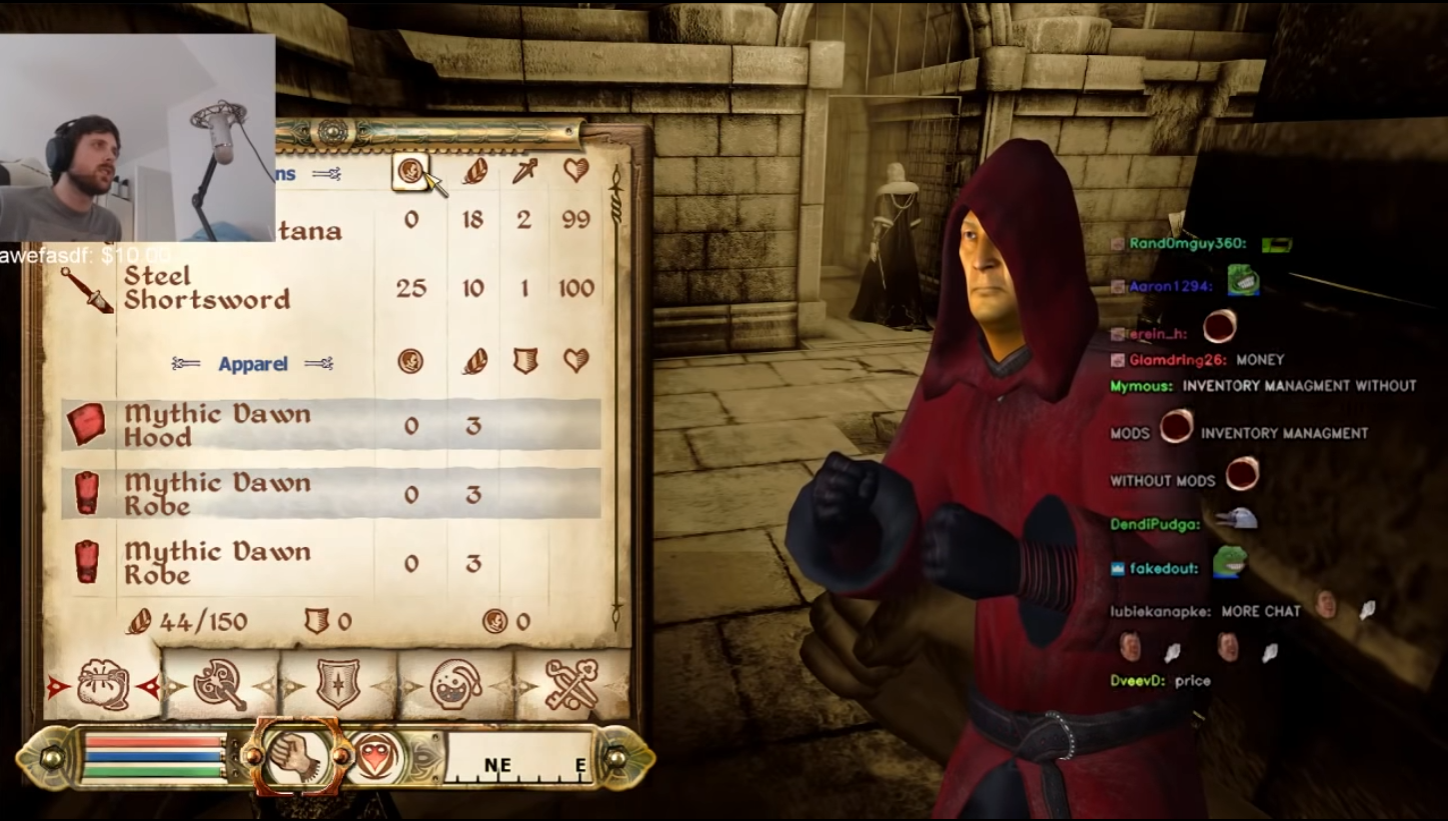 ns
tana
0 18 2 99
awefasdf: $10.00
Steel
Shortsword
25 10 1 100
Apparel
Mythic Dawn
Hood
0 3
Mythic Dawn
Robe
0 3
Mythic Dawn
Robe
0 3
44/150 0 0
NE E
Rand0mguy360:
Aaron1294:
erein_h:
Glamdring26: MONEY
Mymous: INVENTORY MANAGMENT WITHOUT
MODS INVENTORY MANAGMENT
WITHOUT MODS
DendiPudga:
fakedout:
lubiekanapke: MORE CHAT
DveevD: price